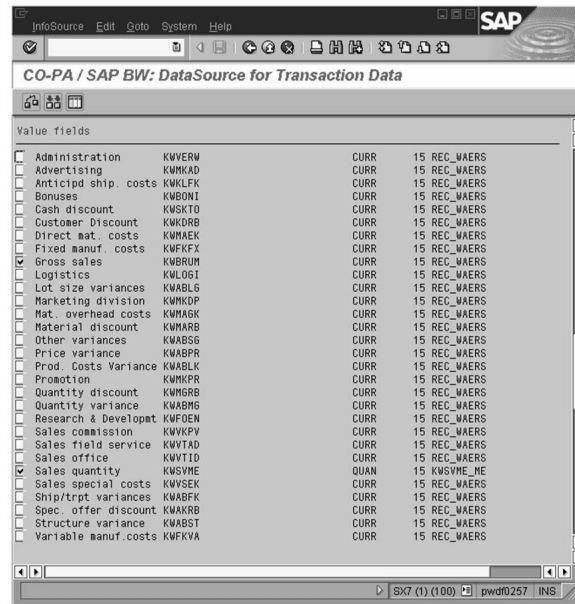 InfoSource Edit Goto System Help
SAP
CO-PA / SAP BW: DataSource for Transaction Data
Value fields
Administration KWVERW CURR 15 REC_WAERS
Advertising KWMKAD CURR 15 REC_WAERS
Anticipd ship. costs KWKLFK CURR 15 REC_WAERS
Bonuses KWBONI CURR 15 REC_WAERS
Cash discount KWSKTO CURR 15 REC_WAERS
Customer Discount KWKDRB CURR 15 REC_WAERS
Direct mat. costs KWMAEK CURR 15 REC_WAERS
Fixed manuf. costs KWFKFX CURR 15 REC_WAERS
Gross sales KWBRUM CURR 15 REC_WAERS
Logistics KWLOGI CURR 15 REC_WAERS
Lot size variances KWABLG CURR 15 REC_WAERS
Marketing division KWMKDP CURR 15 REC_WAERS
Mat. overhead costs KWMAGK CURR 15 REC_WAERS
Material discount KWMARB CURR 15 REC_WAERS
Other variances KWABSG CURR 15 REC_WAERS
Price variance KWABPR CURR 15 REC_WAERS
Prod. Costs Variance KWABLK CURR 15 REC_WAERS
Promotion KWMKPR CURR 15 REC_WAERS
Quantity discount KWMGRB CURR 15 REC_WAERS
Quantity variance KWABMG CURR 15 REC_WAERS
Research & Developmt KWFOEN CURR 15 REC_WAERS
Sales commission KWVKPV CURR 15 REC_WAERS
Sales field service KWVTAD CURR 15 REC_WAERS
Sales office KWVTID CURR 15 REC_WAERS
Sales quantity KWSVME QUAN 15 KWSVME_ME
Sales special costs KWVSEK CURR 15 REC_WAERS
Ship/trpt variances KWABFK CURR 15 REC_WAERS
Spec. offer discount KWAKRB CURR 15 REC_WAERS
Structure variance KWABST CURR 15 REC_WAERS
Variable manuf.costs KWFKVA CURR 15 REC_WAERS
SX7 (1) (100) pwdf0257 INS